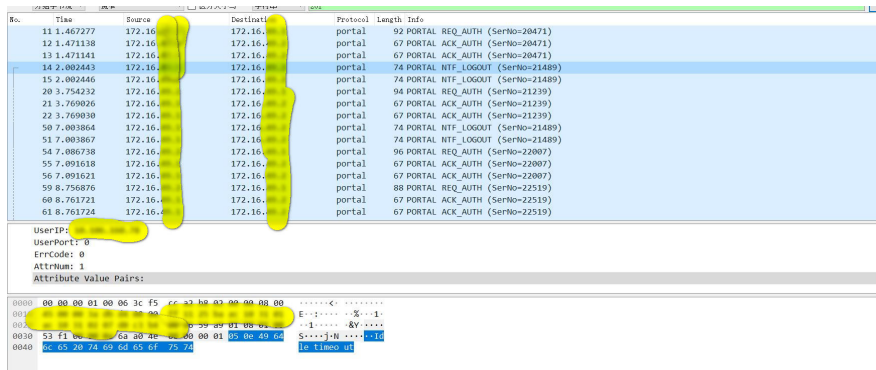 No. Time Source Destination Protocol Length Info
11 1.467277 172.16. 172.16. portal 92 PORTAL REQ_AUTH (SerNo=20471)
12 1.471138 172.16. 172.16. portal 67 PORTAL ACK_AUTH (SerNo=20471)
13 1.471141 172.16. 172.16. portal 67 PORTAL ACK_AUTH (SerNo=20471)
14 2.002443 172.16. 172.16. portal 74 PORTAL NTF_LOGOUT (SerNo=21489)
15 2.002446 172.16. 172.16. portal 74 PORTAL NTF_LOGOUT (SerNo=21489)
20 3.754232 172.16. 172.16. portal 94 PORTAL REQ_AUTH (SerNo=21239)
21 3.769026 172.16. 172.16. portal 67 PORTAL ACK_AUTH (SerNo=21239)
22 3.769030 172.16. 172.16. portal 67 PORTAL ACK_AUTH (SerNo=21239)
50 7.003864 172.16. 172.16. portal 74 PORTAL NTF_LOGOUT (SerNo=21489)
51 7.003867 172.16. 172.16. portal 74 PORTAL NTF_LOGOUT (SerNo=21489)
54 7.086738 172.16. 172.16. portal 96 PORTAL REQ_AUTH (SerNo=22007)
55 7.091618 172.16. 172.16. portal 67 PORTAL ACK_AUTH (SerNo=22007)
56 7.091621 172.16. 172.16. portal 67 PORTAL ACK_AUTH (SerNo=22007)
59 8.756876 172.16. 172.16. portal 88 PORTAL REQ_AUTH (SerNo=22519)
60 8.761721 172.16. 172.16. portal 67 PORTAL ACK_AUTH (SerNo=22519)
61 8.761724 172.16. 172.16. portal 67 PORTAL ACK_AUTH (SerNo=22519)
UserIP:
UserPort: 0
ErrCode: 0
AttrNum: 1
Attribute Value Pairs:
0000 00 00 00 01 00 06 3c f5 00 00 08 00 ······<· ········
E··:···· ··%··1·
59 a9 01 08 ··1····· ·&Y·····
0030 53 f1 00 6a a0 4e 00 00 01 05 0e 49 64 S····j·N ······Id
0040 6c 65 20 74 69 6d 65 6f 75 74 le timeo ut